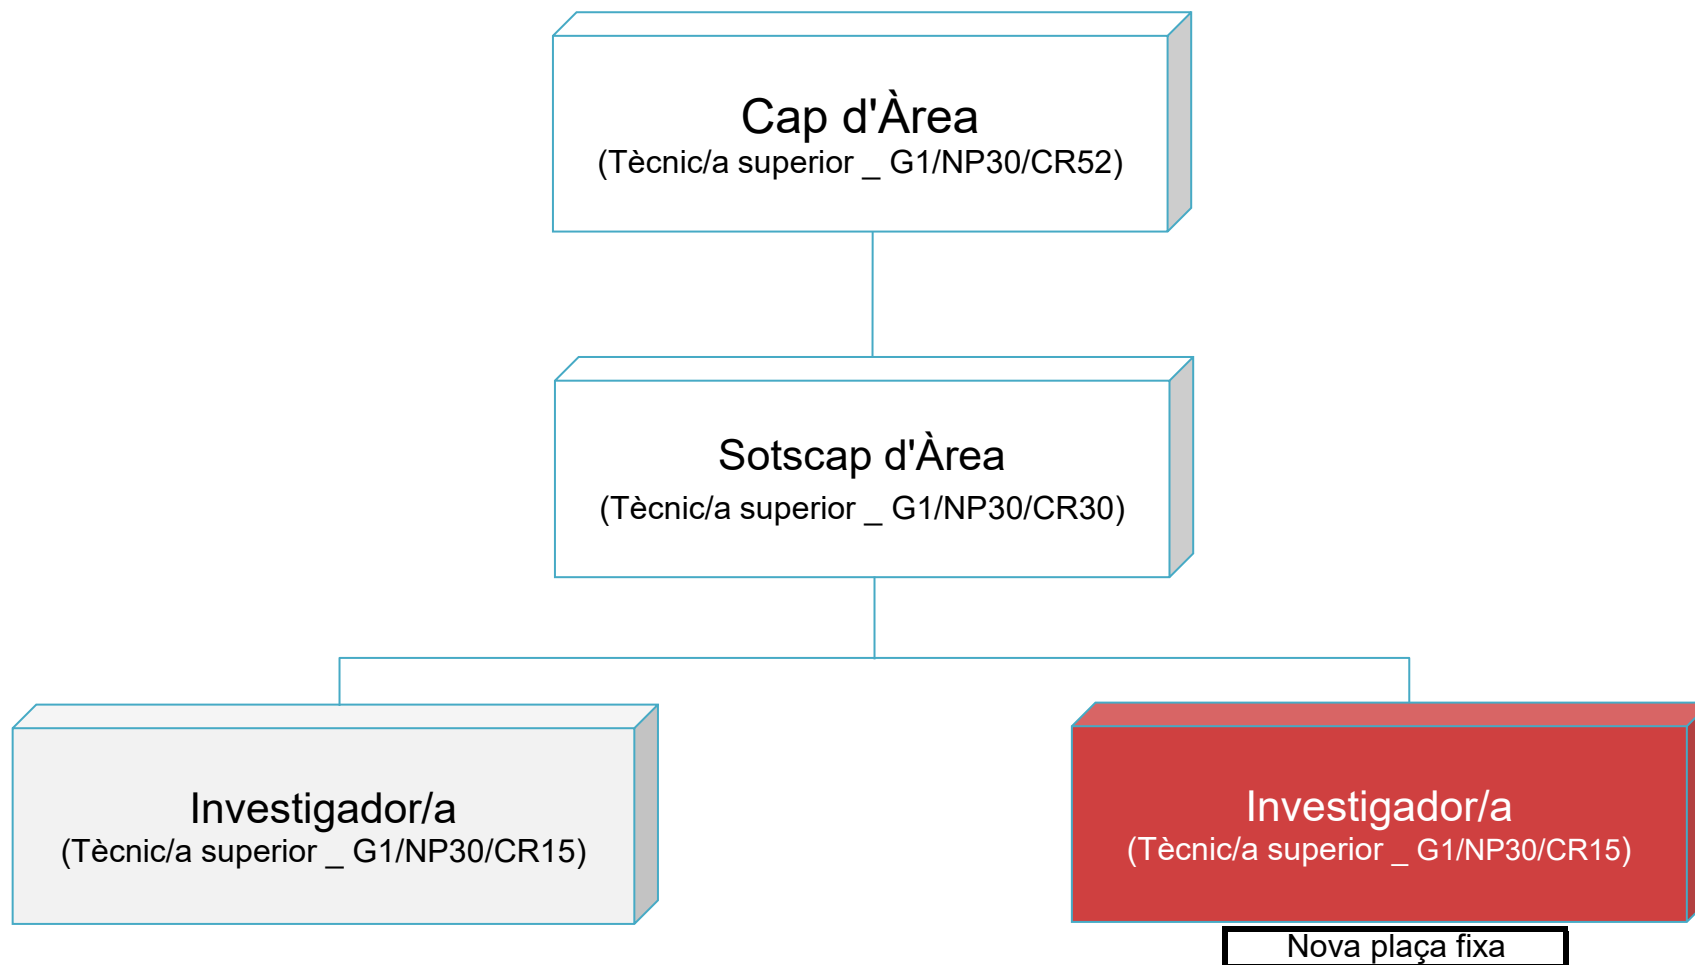 Cap d'Àrea
(Tècnic/a superior _ G1/NP30/CR52)
Sotscap d'Àrea
(Tècnic/a superior _ G1/NP30/CR30)
Investigador/a
(Tècnic/a superior _ G1/NP30/CR15)
Investigador/a
(Tècnic/a superior _ G1/NP30/CR15)
Nova plaça fixa